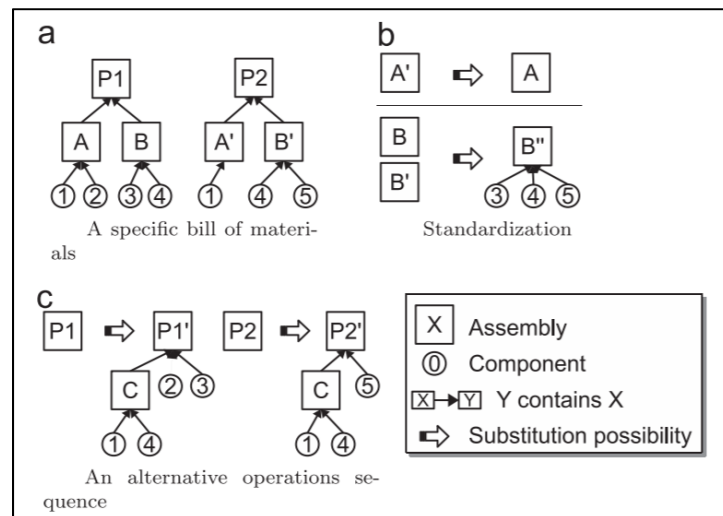 a
P1 P2
A B A' B'
1 2 3 4 1 4 5
A specific bill of materi-
als
b
A' A
B
B' B"
3 4 5
Standardization
c
P1 P1' P2 P2'
C 2 3 C 5
1 4 1 4
An alternative operations se-
quence
X Assembly
0 Component
X Y Y contains X
Substitution possibility